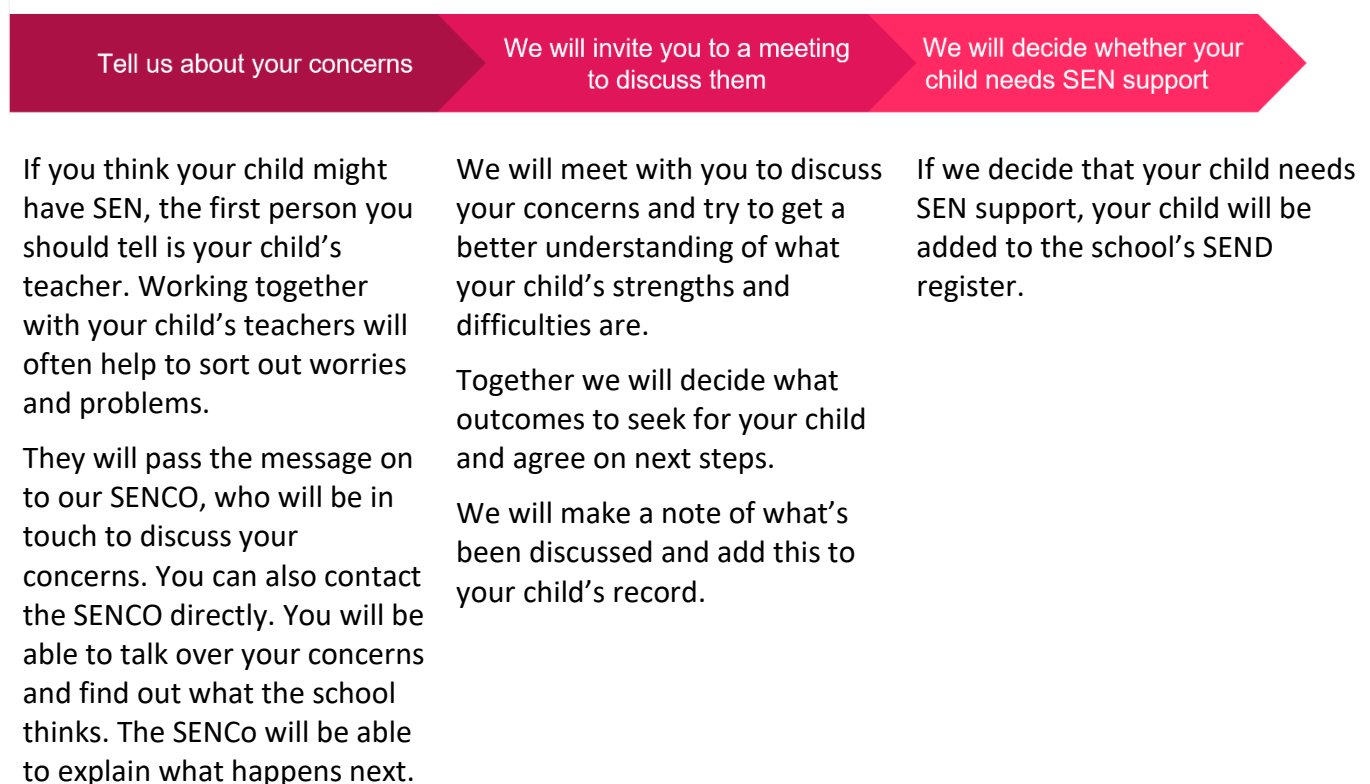 Tell us about your concerns
We will invite you to a meeting
to discuss them
We will decide whether your
child needs SEN support
If you think your child might
have SEN, the first person you
should tell is your child’s
teacher. Working together
with your child’s teachers will
often help to sort out worries
and problems.
They will pass the message on
to our SENCO, who will be in
touch to discuss your
concerns. You can also contact
the SENCO directly. You will be
able to talk over your concerns
and find out what the school
thinks. The SENCo will be able
to explain what happens next.
We will meet with you to discuss
your concerns and try to get a
better understanding of what
your child’s strengths and
difficulties are.
Together we will decide what
outcomes to seek for your child
and agree on next steps.
We will make a note of what’s
been discussed and add this to
your child’s record.
If we decide that your child needs
SEN support, your child will be
added to the school’s SEND
register.